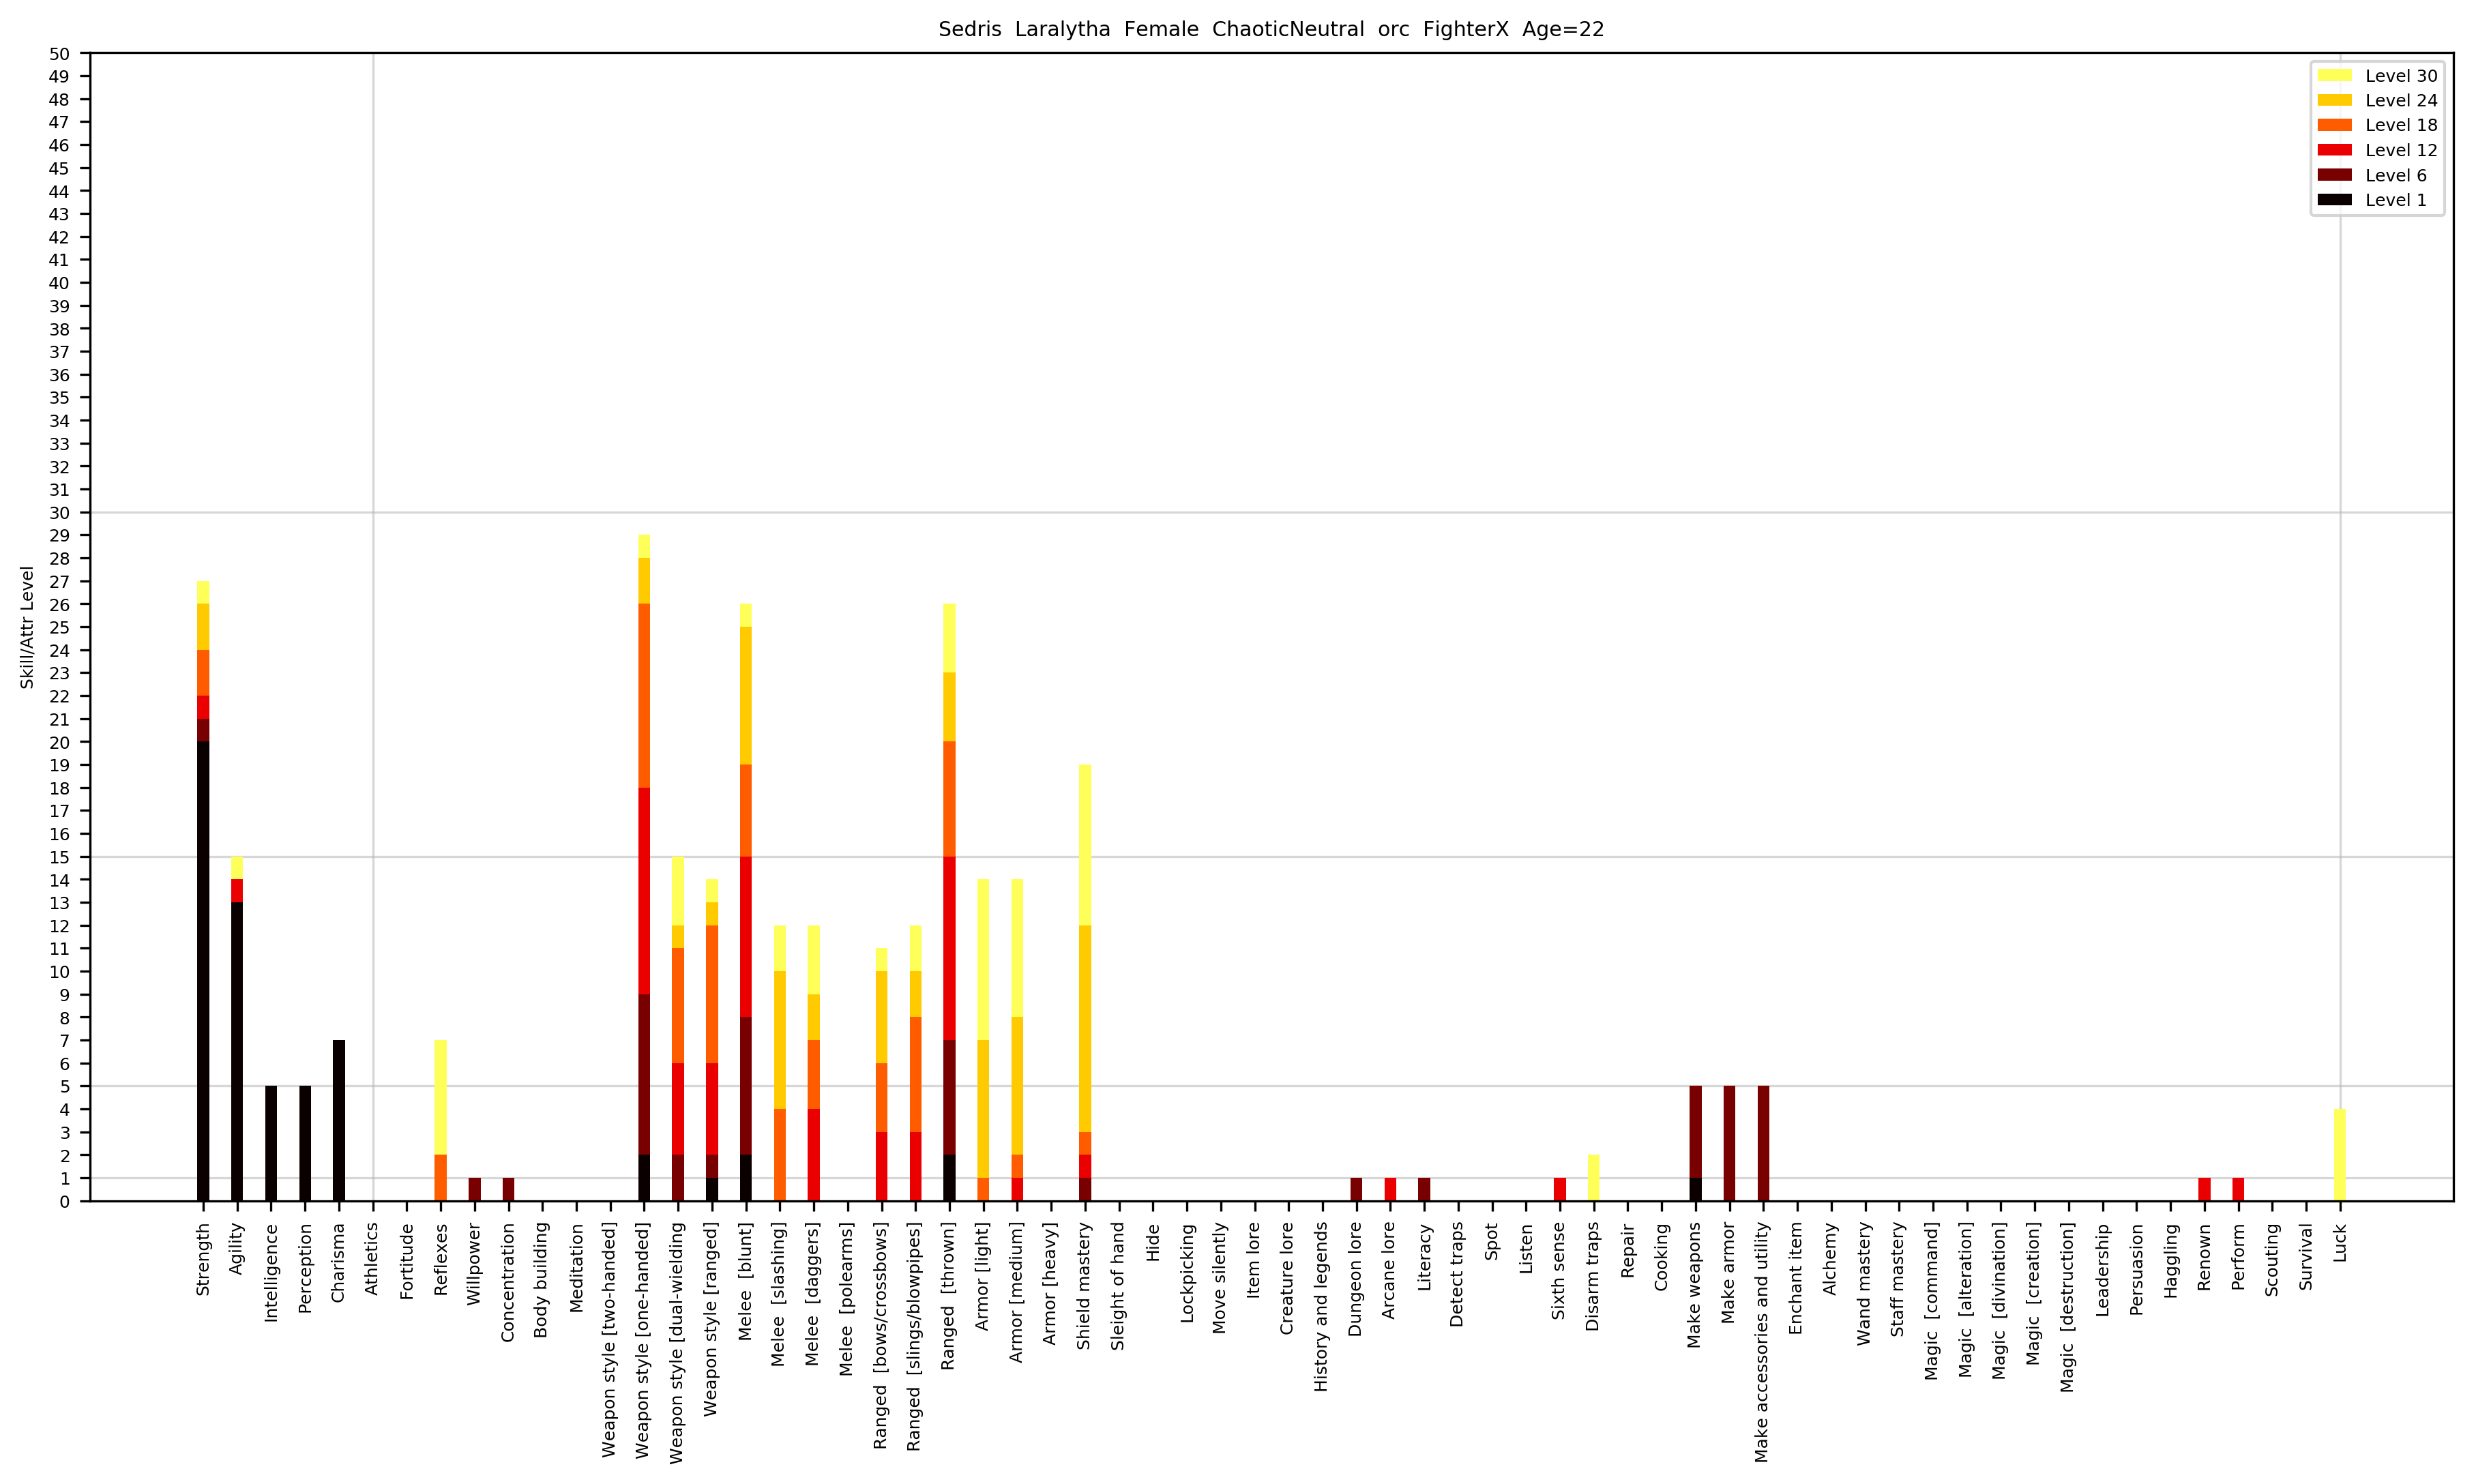 Sedris  Laralytha  Female  ChaoticNeutral  orc  FighterX  Age=22
Skill/Attr Level
50
49
48
47
46
45
44
43
42
41
40
39
38
37
36
35
34
33
32
31
30
29
28
27
26
25
24
23
22
21
20
19
18
17
16
15
14
13
12
11
10
9
8
7
6
5
4
3
2
1
0
Level 30
Level 24
Level 18
Level 12
Level 6
Level 1
Strength
Agility
Intelligence
Perception
Charisma
Athletics
Fortitude
Reflexes
Willpower
Concentration
Body building
Meditation
Weapon style [two-handed]
Weapon style [one-handed]
Weapon style [dual-wielding
Weapon style [ranged]
Melee  [blunt]
Melee  [slashing]
Melee  [daggers]
Melee  [polearms]
Ranged  [bows/crossbows]
Ranged  [slings/blowpipes]
Ranged  [thrown]
Armor [light]
Armor [medium]
Armor [heavy]
Shield mastery
Sleight of hand
Hide
Lockpicking
Move silently
Item lore
Creature lore
History and legends
Dungeon lore
Arcane lore
Literacy
Detect traps
Spot
Listen
Sixth sense
Disarm traps
Repair
Cooking
Make weapons
Make armor
Make accessories and utility
Enchant item
Alchemy
Wand mastery
Staff mastery
Magic  [command]
Magic  [alteration]
Magic  [divination]
Magic  [creation]
Magic  [destruction]
Leadership
Persuasion
Haggling
Renown
Perform
Scouting
Survival
Luck